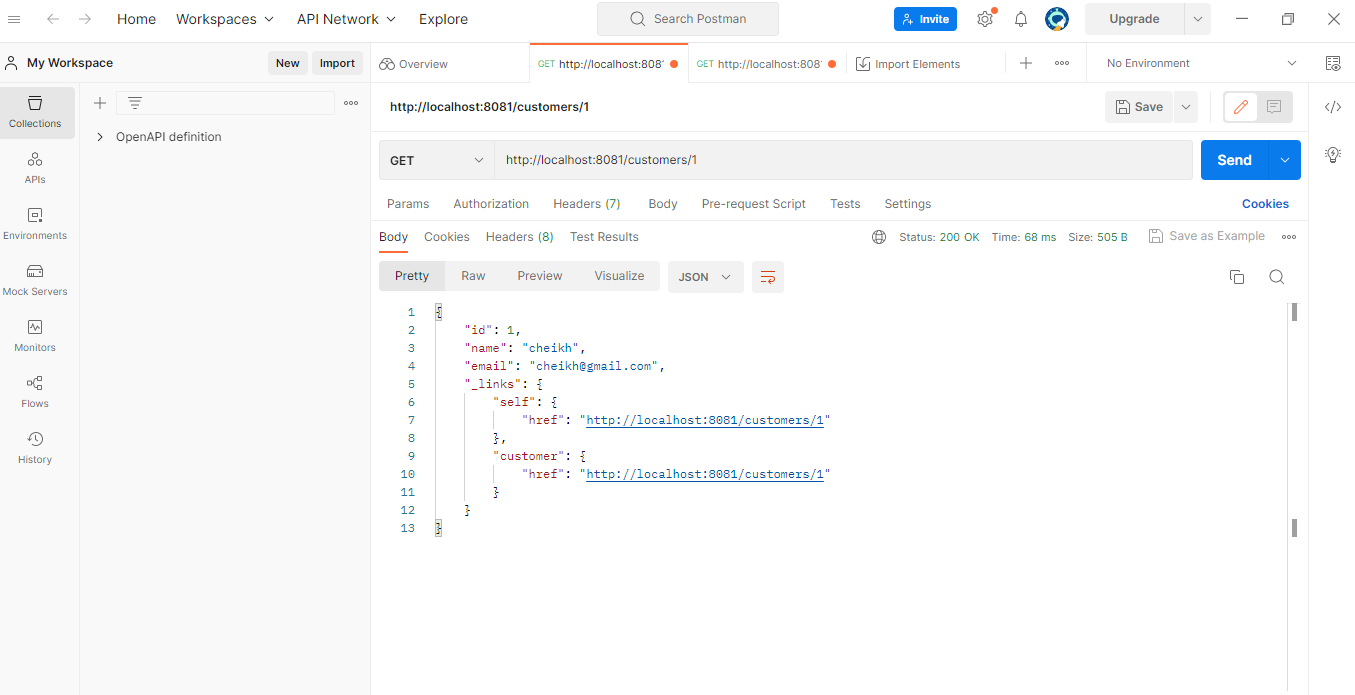 Home Workspaces API Network Explore Search Postman Invite Upgrade
My Workspace New Import Overview GET http://localhost:808 GET http://localhost:808 Import Elements No Environment
Collections
OpenAPI definition
APIs
Environments
Mock Servers
Monitors
Flows
History
http://localhost:8081/customers/1 Save
GET http://localhost:8081/customers/1 Send
Params Authorization Headers (7) Body Pre-request Script Tests Settings Cookies
Body Cookies Headers (8) Test Results Status: 200 OK Time: 68 ms Size: 505 B Save as Example
Pretty Raw Preview Visualize JSON
1 {
2 "id": 1,
3 "name": "cheikh",
4 "email": "cheikh@gmail.com",
5 "_links": {
6 "self": {
7 "href": "http://localhost:8081/customers/1"
8 },
9 "customer": {
10 "href": "http://localhost:8081/customers/1"
11 }
12 }
13 }